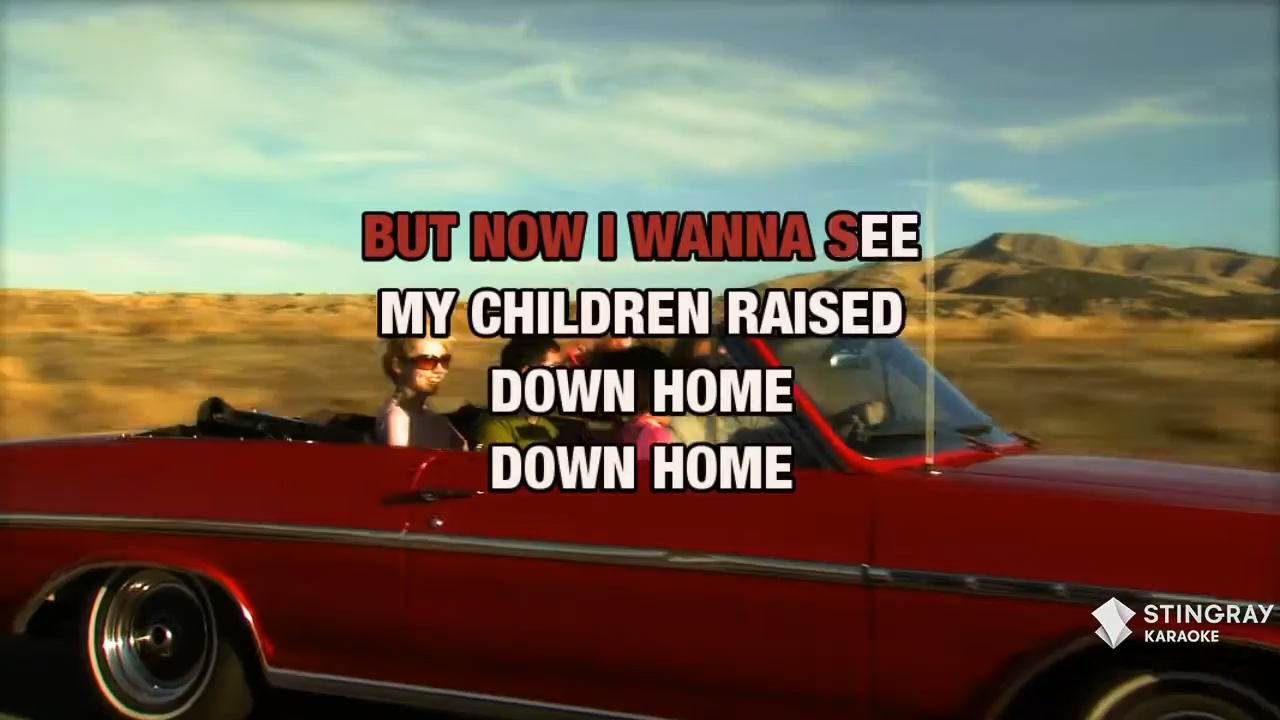 BUT NOW I WANNA SEE
MY CHILDREN RAISED
DOWN HOME
DOWN HOME
STINGRAY
KARAOKE